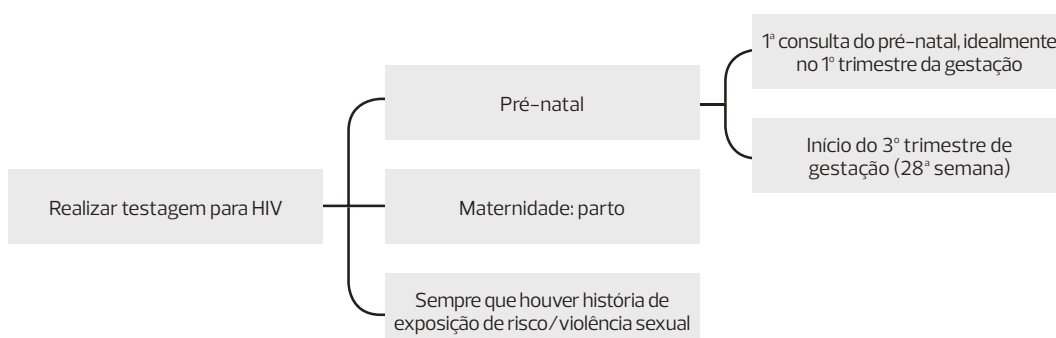 Realizar testagem para HIV
Pré-natal
1ª consulta do pré-natal, idealmente
no 1º trimestre da gestação
Início do 3º trimestre de
gestação (28ª semana)
Maternidade: parto
Sempre que houver história de
exposição de risco/violência sexual